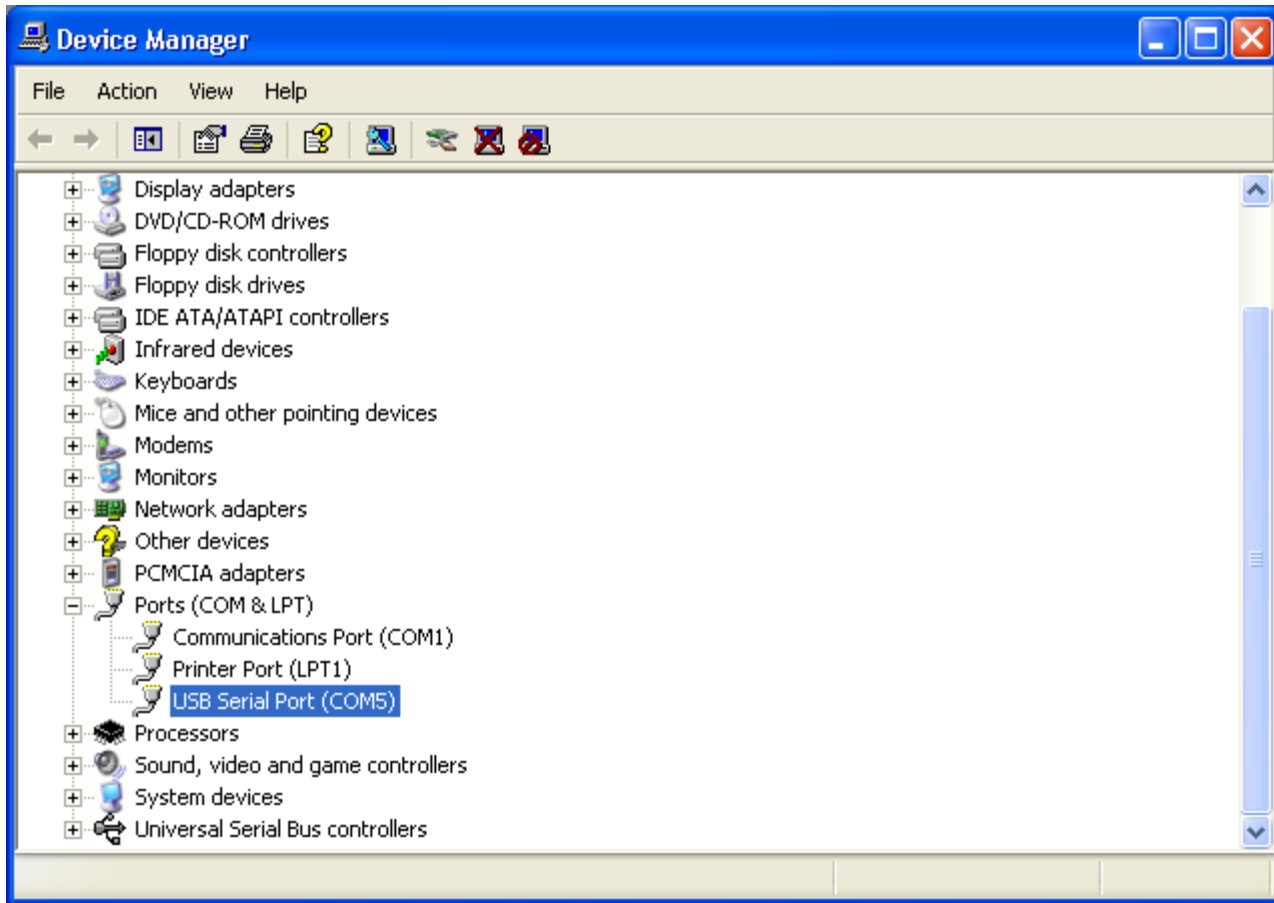 Device Manager
File Action View Help
Display adapters
DVD/CD-ROM drives
Floppy disk controllers
Floppy disk drives
IDE ATA/ATAPI controllers
Infrared devices
Keyboards
Mice and other pointing devices
Modems
Monitors
Network adapters
Other devices
PCMCIA adapters
Ports (COM & LPT)
Communications Port (COM1)
Printer Port (LPT1)
USB Serial Port (COM5)
Processors
Sound, video and game controllers
System devices
Universal Serial Bus controllers